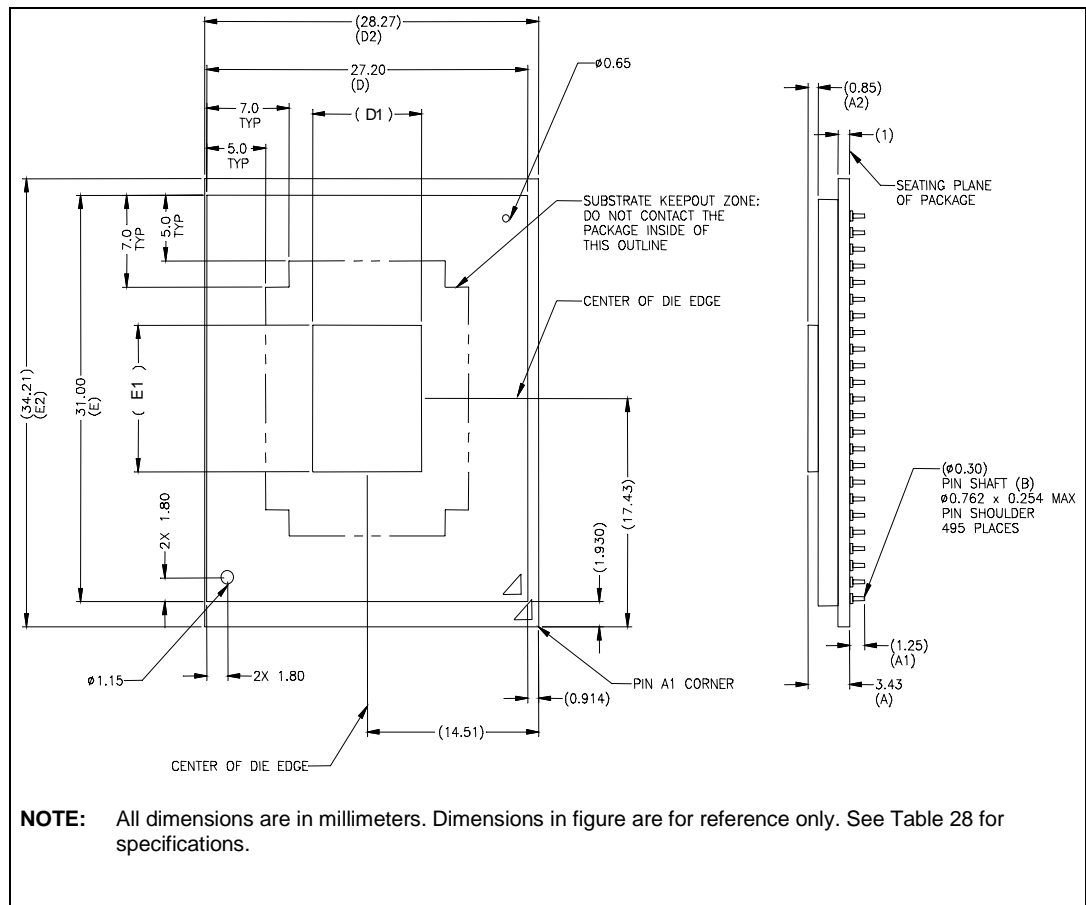 (28.27)
(D2)
27.20
(D)
7.0
TYP
( D1 )
5.0
TYP
ø0.65
(0.85)
(A2)
(1)
SEATING PLANE
OF PACKAGE
7.0
TYP
5.0
TYP
SUBSTRATE KEEPOUT ZONE:
DO NOT CONTACT THE
PACKAGE INSIDE OF
THIS OUTLINE
CENTER OF DIE EDGE
(34.21)
(E2)
31.00
(E)
( E1 )
2X 1.80
(17.43)
(1.930)
(ø0.30)
PIN SHAFT (B)
ø0.762 x 0.254 MAX
PIN SHOULDER
495 PLACES
ø1.15
2X 1.80
PIN A1 CORNER
(0.914)
(1.25)
(A1)
3.43
(A)
(14.51)
CENTER OF DIE EDGE
NOTE: All dimensions are in millimeters. Dimensions in figure are for reference only. See Table 28 for
specifications.